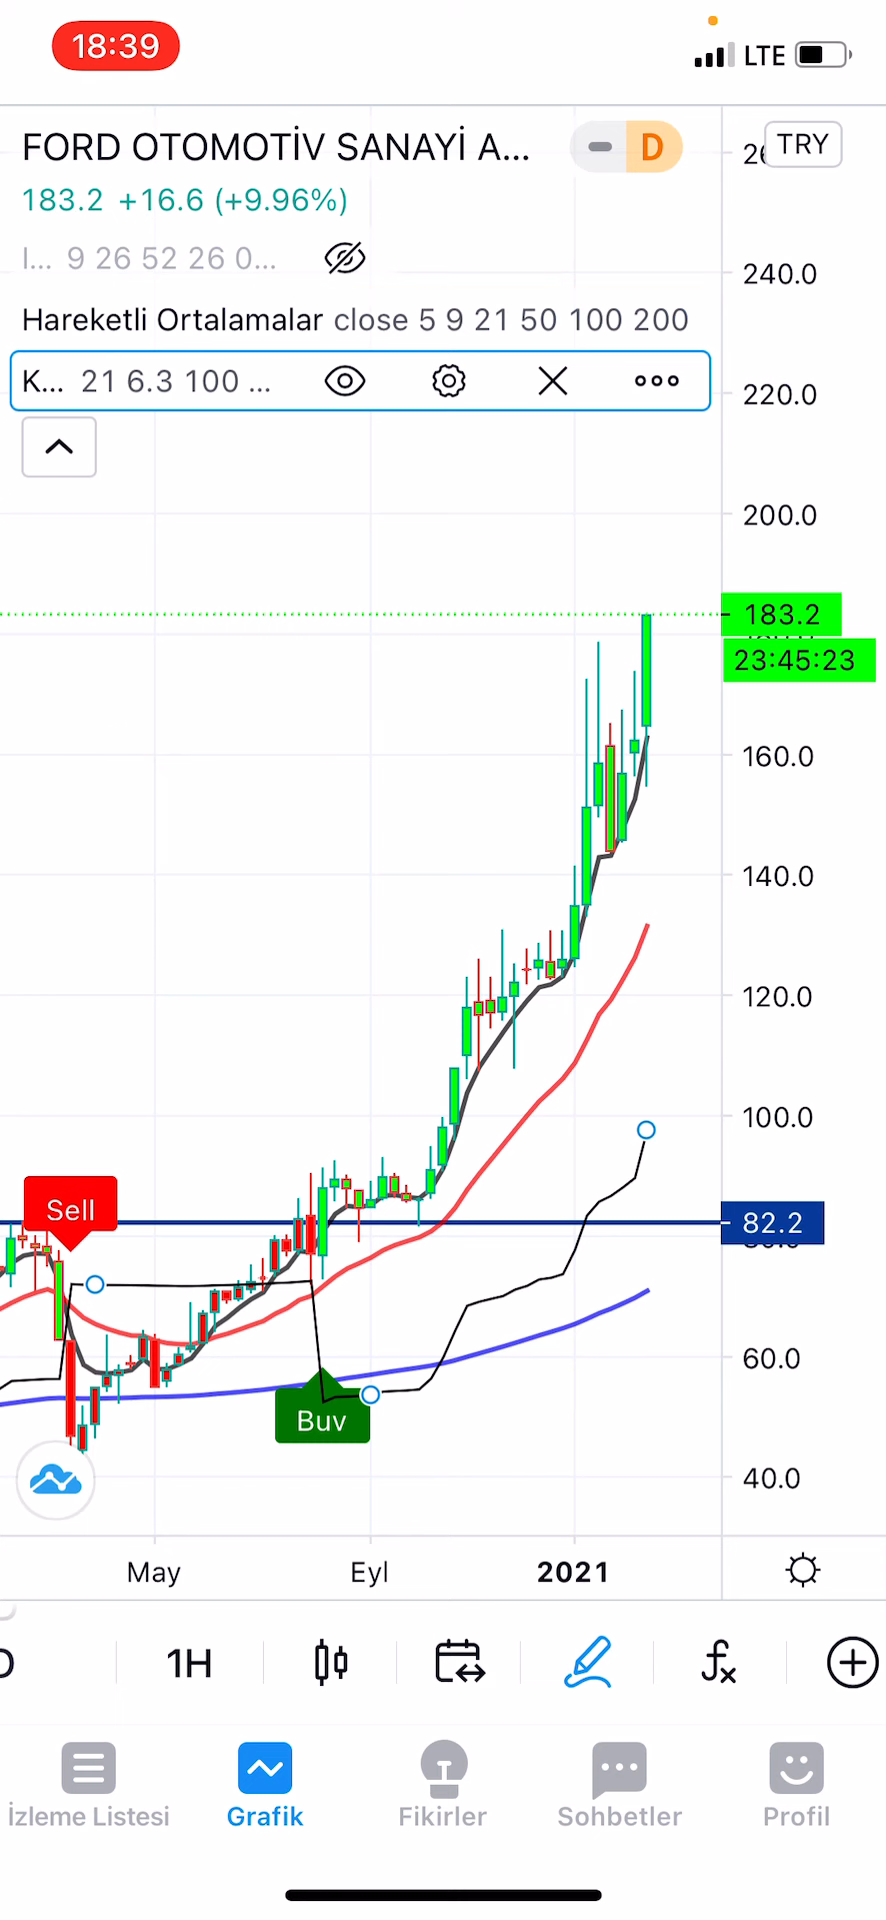 18:39
LTE
FORD OTOMOTİV SANAYİ A...
D
TRY
183.2 +16.6 (+9.96%)
I... 9 26 52 26 0...
240.0
Hareketli Ortalamalar close 5 9 21 50 100 200
K... 21 6.3 100 ...
220.0
200.0
183.2
23:45:23
160.0
140.0
120.0
100.0
Sell
82.2
60.0
Buy
40.0
May
Eyl
2021
1H
fx
İzleme Listesi
Grafik
Fikirler
Sohbetler
Profil